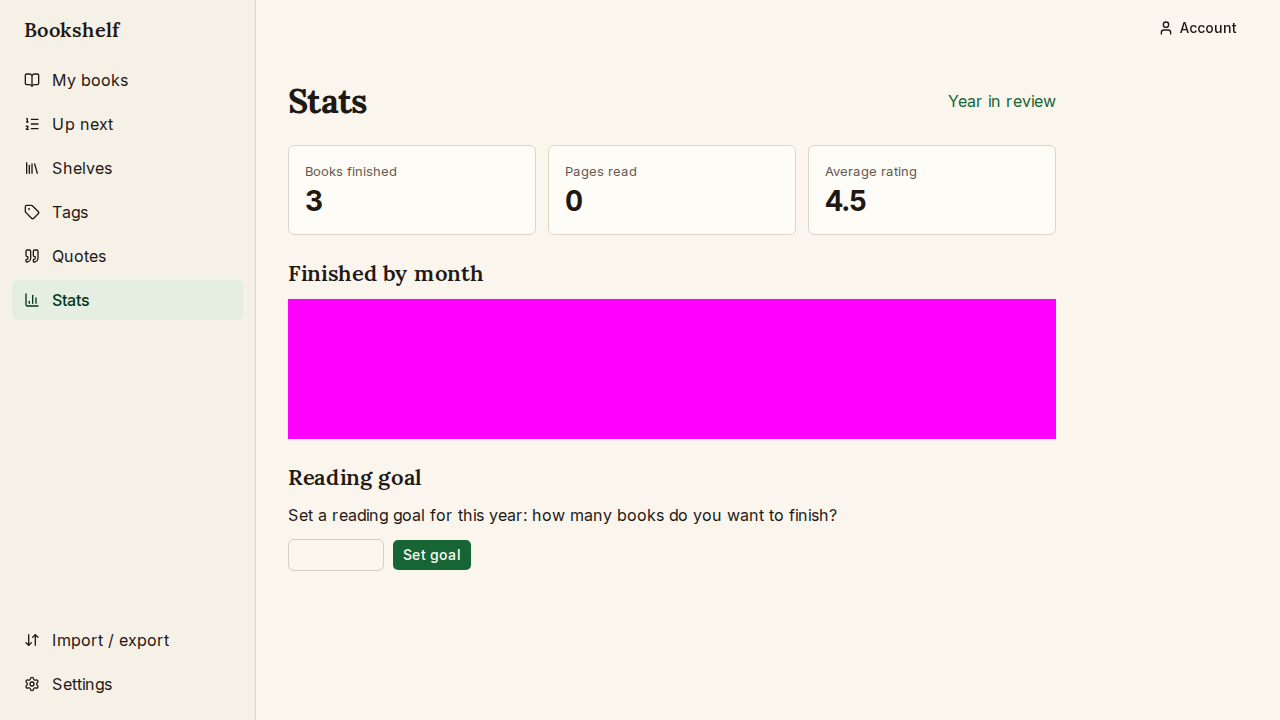 Bookshelf
My books
Up next
Shelves
Tags
Quotes
Stats
Import / export
Settings
Account
Stats
Year in review
Books finished
3
Pages read
0
Average rating
4.5
Finished by month
Reading goal
Set a reading goal for this year: how many books do you want to finish?
Set goal